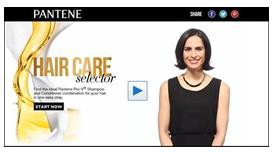 PANTENE
SHARE
HAIR CARE
selector
Find the ideal Pantene Pro-V® Shampoo
and Conditioner combination for your hair
in one easy step.
START NOW